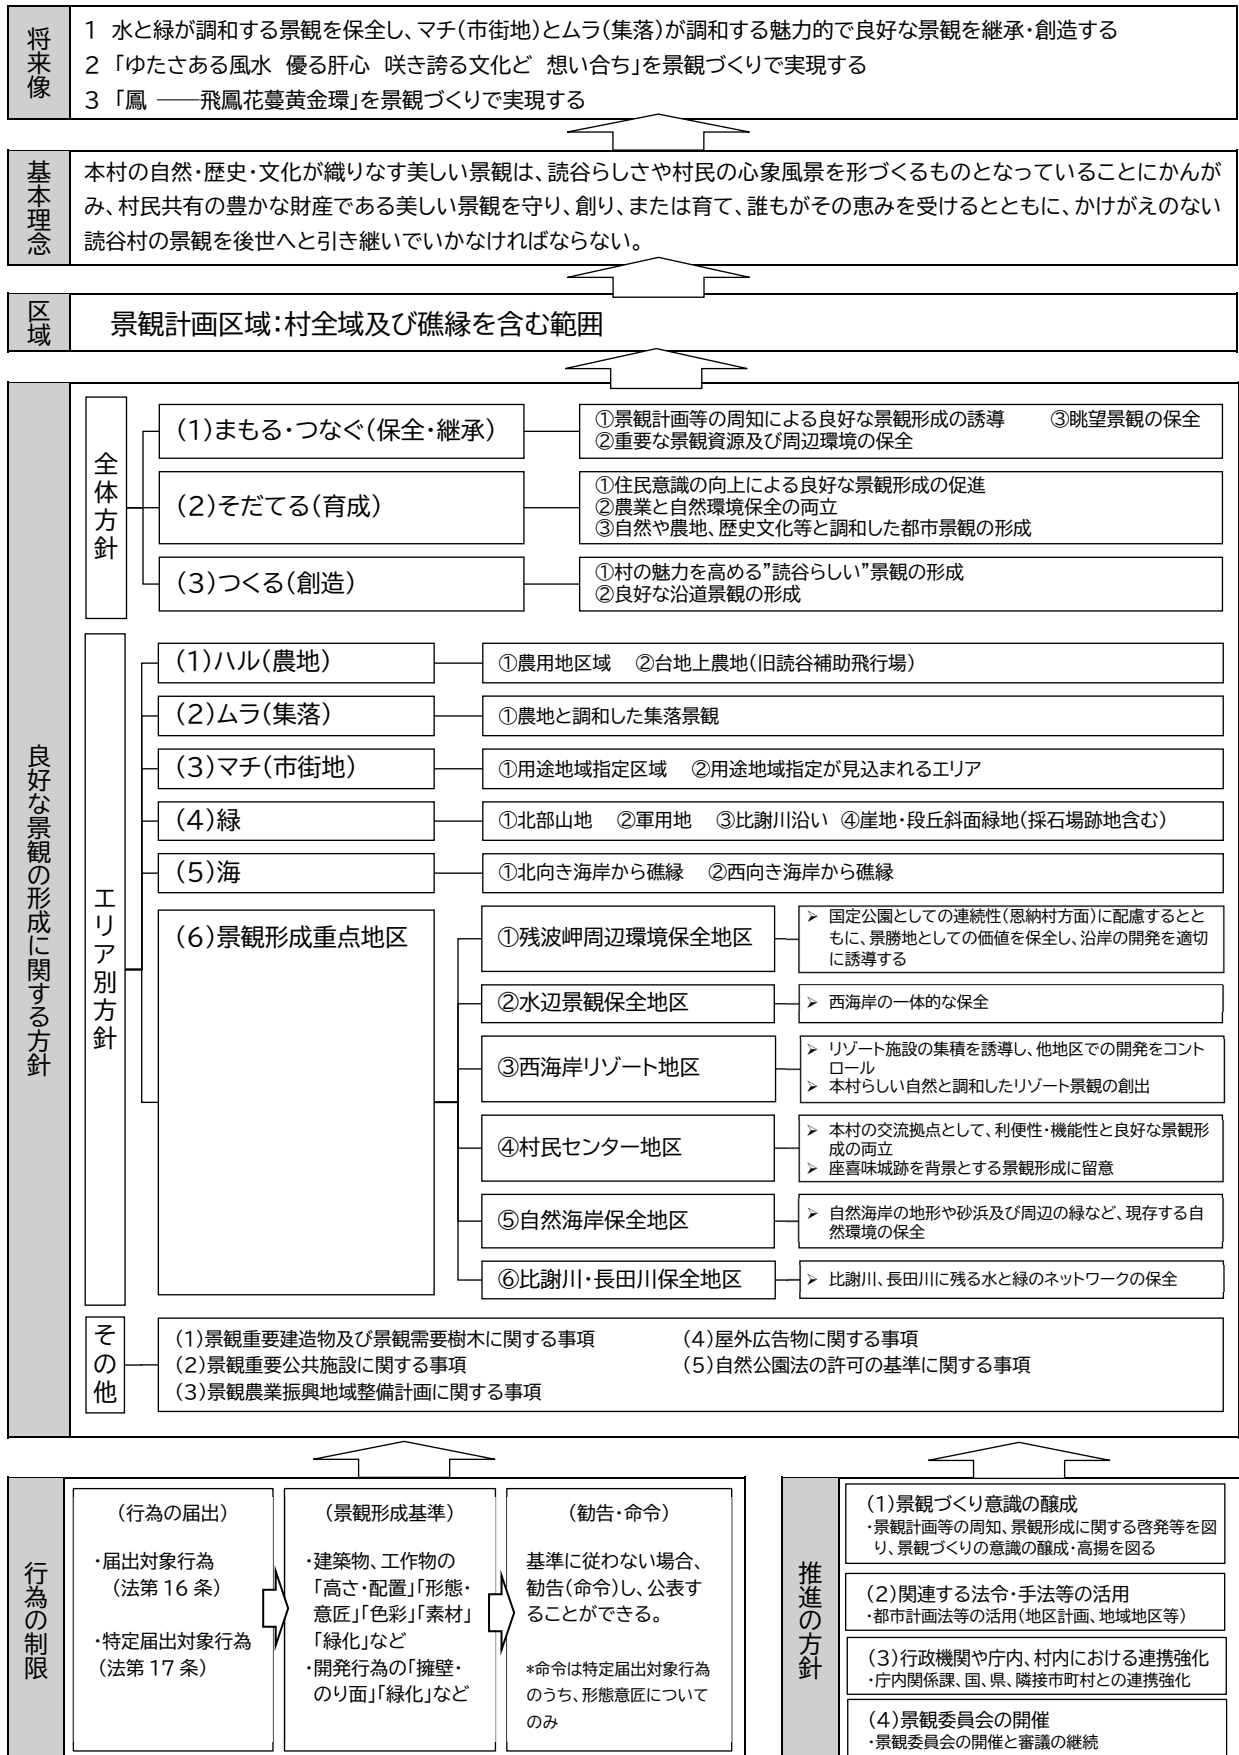 将来像
1 水と緑が調和する景観を保全し、マチ(市街地)とムラ(集落)が調和する魅力的で良好な景観を継承・創造する
2 「ゆたさある風水 優る肝心 咲き誇る文化ど 想い合ち」を景観づくりで実現する
3 「鳳 ――飛鳳花蔓黄金環」を景観づくりで実現する
基本理念
本村の自然・歴史・文化が織りなす美しい景観は、読谷らしさや村民の心象風景を形づくるものとなっていることにかんが
み、村民共有の豊かな財産である美しい景観を守り、創り、または育て、誰もがその恵みを受けるとともに、かけがえのない
読谷村の景観を後世へと引き継いでいかなければならない。
区域
景観計画区域:村全域及び礁縁を含む範囲
良好な景観の形成に関する方針
全体方針
(1)まもる・つなぐ(保全・継承)
①景観計画等の周知による良好な景観形成の誘導 ③眺望景観の保全
②重要な景観資源及び周辺環境の保全
(2)そだてる(育成)
①住民意識の向上による良好な景観形成の促進
②農業と自然環境保全の両立
③自然や農地、歴史文化等と調和した都市景観の形成
(3)つくる(創造)
①村の魅力を高める”読谷らしい”景観の形成
②良好な沿道景観の形成
エリア別方針
(1)ハル(農地)
①農用地区域 ②台地上農地(旧読谷補助飛行場)
(2)ムラ(集落)
①農地と調和した集落景観
(3)マチ(市街地)
①用途地域指定区域 ②用途地域指定が見込まれるエリア
(4)緑
①北部山地 ②軍用地 ③比謝川沿い ④崖地・段丘斜面緑地(採石場跡地含む)
(5)海
①北向き海岸から礁縁 ②西向き海岸から礁縁
(6)景観形成重点地区
①残波岬周辺環境保全地区
➢ 国定公園としての連続性(恩納村方面)に配慮するとと
もに、景勝地としての価値を保全し、沿岸の開発を適切
に誘導する
②水辺景観保全地区
➢ 西海岸の一体的な保全
③西海岸リゾート地区
➢ リゾート施設の集積を誘導し、他地区での開発をコント
ロール
➢ 本村らしい自然と調和したリゾート景観の創出
④村民センター地区
➢ 本村の交流拠点として、利便性・機能性と良好な景観形
成の両立
➢ 座喜味城跡を背景とする景観形成に留意
⑤自然海岸保全地区
➢ 自然海岸の地形や砂浜及び周辺の緑など、現存する自
然環境の保全
⑥比謝川・長田川保全地区
➢ 比謝川、長田川に残る水と緑のネットワークの保全
その他
(1)景観重要建造物及び景観需要樹木に関する事項 (4)屋外広告物に関する事項
(2)景観重要公共施設に関する事項 (5)自然公園法の許可の基準に関する事項
(3)景観農業振興地域整備計画に関する事項
行為の制限
(行為の届出)
・届出対象行為
(法第16条)
・特定届出対象行為
(法第17条)
(景観形成基準)
・建築物、工作物の
「高さ・配置」「形態・
意匠」「色彩」「素材」
「緑化」など
・開発行為の「擁壁・
のり面」「緑化」など
(勧告・命令)
基準に従わない場合、
勧告(命令)し、公表す
ることができる。
*命令は特定届出対象行為
のうち、形態意匠について
のみ
推進の方針
(1)景観づくり意識の醸成
・景観計画等の周知、景観形成に関する啓発等を図
り、景観づくりの意識の醸成・高揚を図る
(2)関連する法令・手法等の活用
・都市計画法等の活用(地区計画、地域地区等)
(3)行政機関や庁内、村内における連携強化
・庁内関係課、国、県、隣接市町村との連携強化
(4)景観委員会の開催
・景観委員会の開催と審議の継続